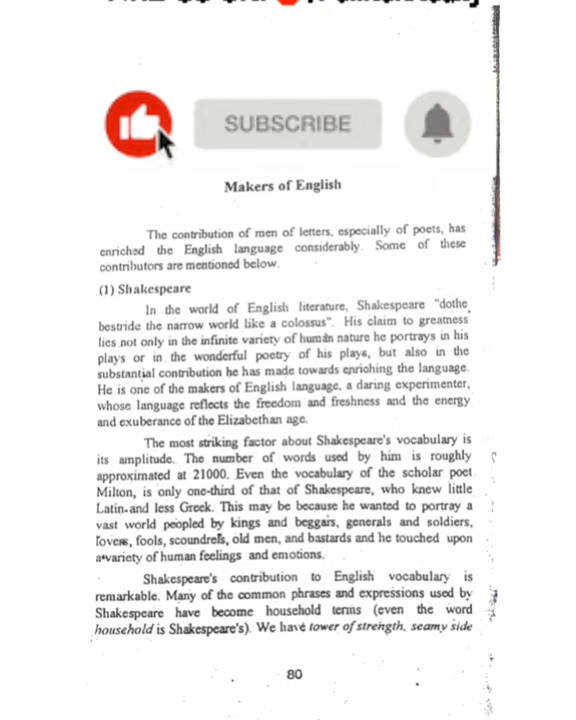 SUBSCRIBE
Makers of English
The contribution of men of letters, especially of poets, has
enriched the English language considerably. Some of these
contributors are mentioned below.
(1) Shakespeare
In the world of English literature, Shakespeare "dothe
bestride the narrow world like a colossus". His claim to greatness
lies not only in the infinite variety of human nature he portrays in his
plays or in the wonderful poetry of his plays, but also in the
substantial contribution he has made towards enriching the language.
He is one of the makers of English language, a daring experimenter,
whose language reflects the freedom and freshness and the energy
and exuberance of the Elizabethan age.
The most striking factor about Shakespeare's vocabulary is
its amplitude. The number of words used by him is roughly
approximated at 21000. Even the vocabulary of the scholar poet
Milton, is only one-third of that of Shakespeare, who knew little
Latin and less Greek. This may be because he wanted to portray a
vast world peopled by kings and beggars, generals and soldiers,
lovers, fools, scoundrels, old men, and bastards and he touched upon
a variety of human feelings and emotions.
Shakespeare's contribution to English vocabulary is
remarkable. Many of the common phrases and expressions used by
Shakespeare have become household terms (even the word
household is Shakespeare's). We have tower of strength, seamy side
80